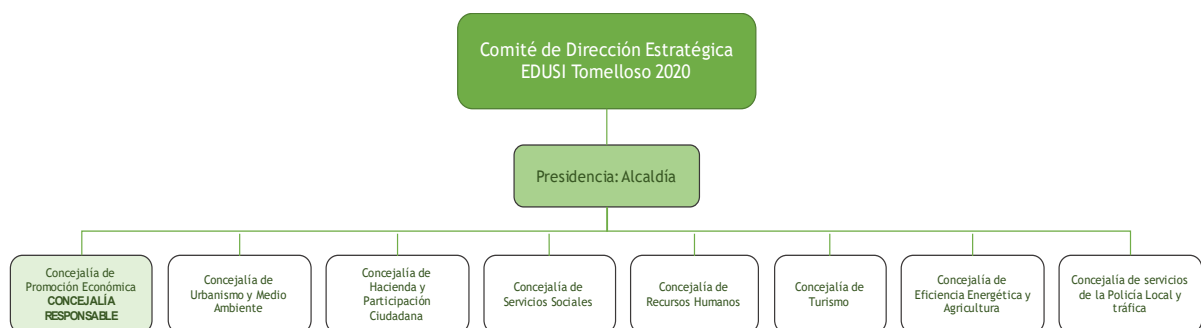 Comité de Dirección Estratégica
EDUSI Tomelloso 2020
Presidencia: Alcaldía
Concejalía de
Promoción Económica
CONCEJALÍA
RESPONSABLE
Concejalía de
Urbanismo y Medio
Ambiente
Concejalía de
Hacienda y
Participación
Ciudadana
Concejalía de
Servicios Sociales
Concejalía de
Recursos Humanos
Concejalía de
Turismo
Concejalía de
Eficiencia Energética y
Agricultura
Concejalía de servicios
de la Policía Local y
tráfica